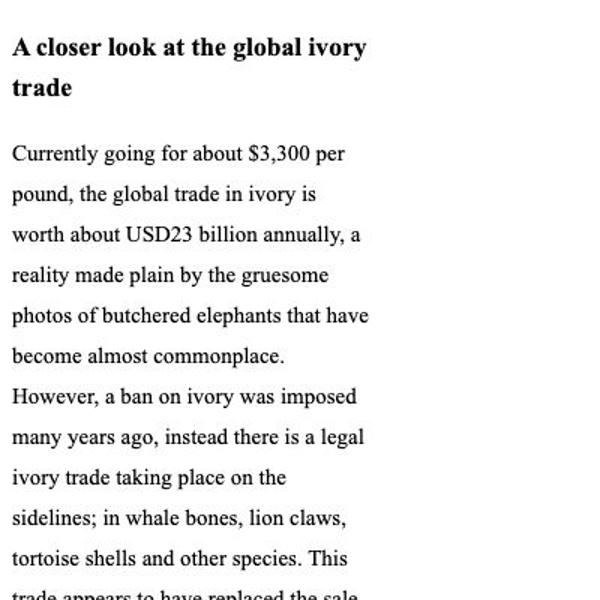 A closer look at the global ivory
trade
Currently going for about $3,300 per
pound, the global trade in ivory is
worth about USD23 billion annually, a
reality made plain by the gruesome
photos of butchered elephants that have
become almost commonplace.
However, a ban on ivory was imposed
many years ago, instead there is a legal
ivory trade taking place on the
sidelines; in whale bones, lion claws,
tortoise shells and other species. This
trade appears to have replaced the sale